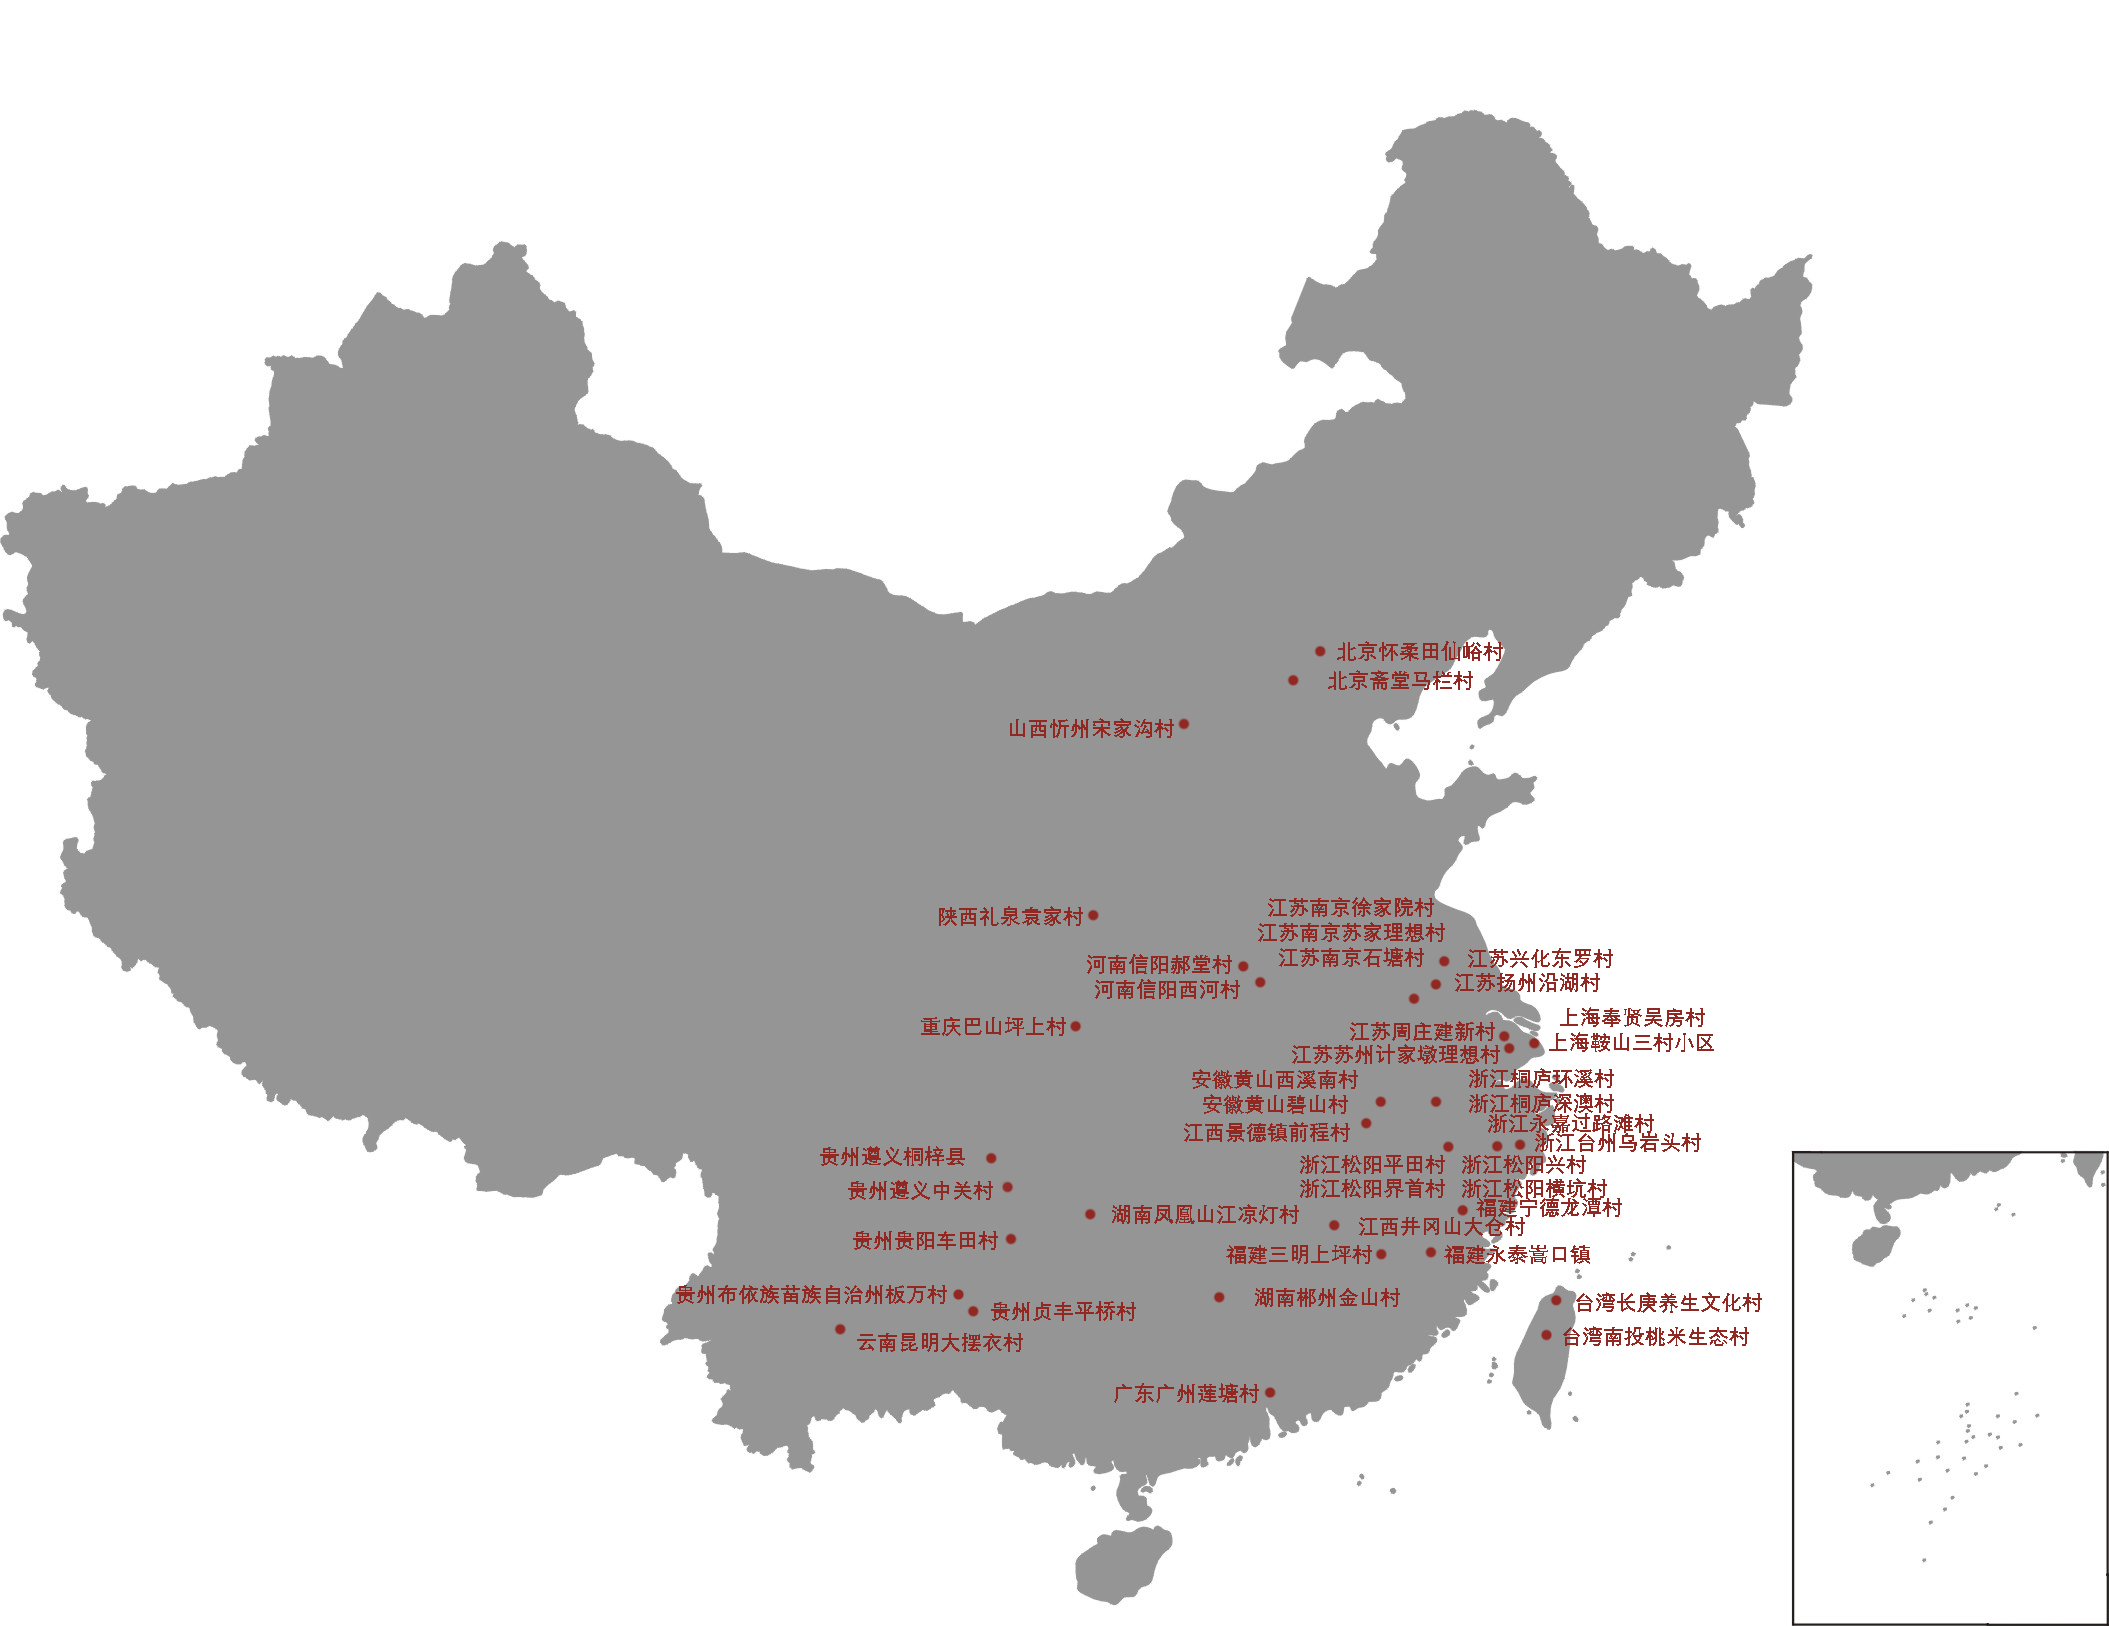 北京怀柔田仙峪村
北京斋堂马栏村
山西忻州宋家沟村
陕西礼泉袁家村
江苏南京徐家院村
江苏南京苏家理想村
江苏南京石塘村
江苏兴化东罗村
河南信阳郝堂村
江苏扬州沿湖村
河南信阳西河村
上海奉贤吴房村
重庆巴山坪上村
江苏周庄建新村
上海鞍山三村小区
江苏苏州计家墩理想村
安徽黄山西溪南村
浙江桐庐环溪村
安徽黄山碧山村
浙江桐庐深澳村
浙江永嘉过路滩村
江西景德镇前程村
浙江台州乌岩头村
贵州遵义桐梓县
浙江松阳平田村
浙江松阳兴村
贵州遵义中关村
浙江松阳界首村
浙江松阳横坑村
福建宁德龙潭村
湖南凤凰山江凉灯村
江西井冈山大仓村
贵州贵阳车田村
福建三明上坪村
福建永泰嵩口镇
贵州布依族苗族自治州板万村
湖南郴州金山村
台湾长庚养生文化村
贵州贞丰平桥村
台湾南投桃米生态村
云南昆明大摆衣村
广东广州莲塘村